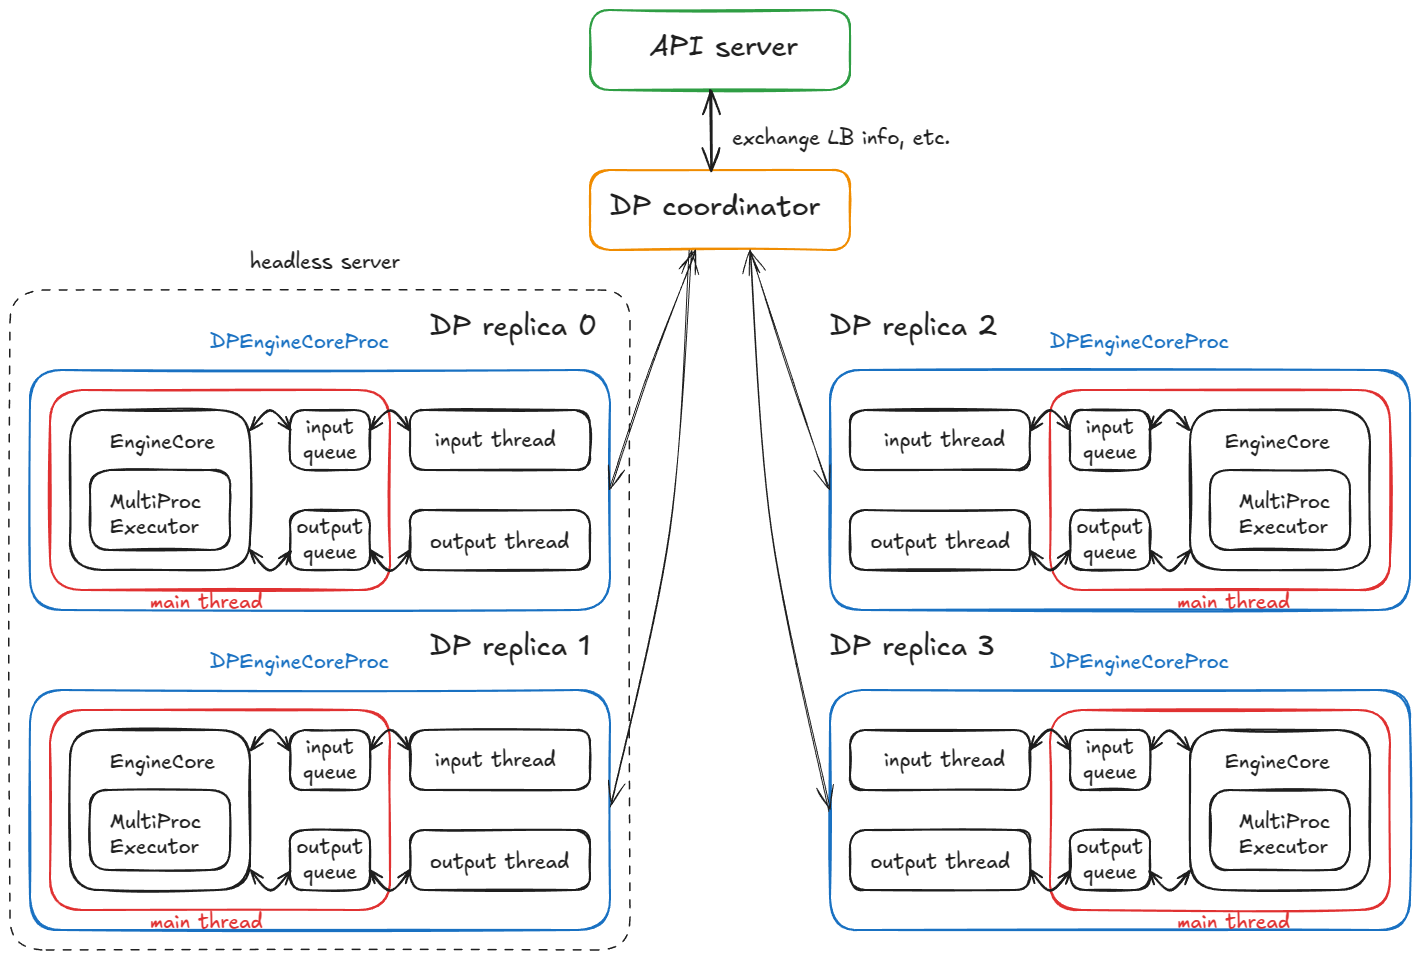 API server
exchange LB info, etc.
DP coordinator
headless server
DP replica 0
DPEngineCoreProc
EngineCore
MultiProc
Executor
input
queue
input thread
output
queue
output thread
main thread
DP replica 1
DPEngineCoreProc
EngineCore
MultiProc
Executor
input
queue
input thread
output
queue
output thread
main thread
DP replica 2
DPEngineCoreProc
input thread
input
queue
EngineCore
MultiProc
Executor
output thread
output
queue
main thread
DP replica 3
DPEngineCoreProc
input thread
input
queue
EngineCore
MultiProc
Executor
output thread
output
queue
main thread